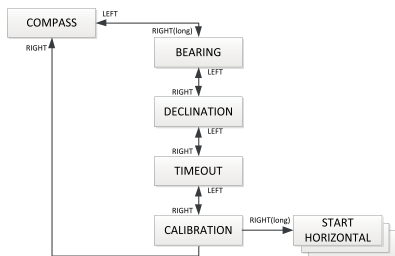 COMPASS
LEFT
RIGHT(long)
RIGHT
BEARING
LEFT
RIGHT
DECLINATION
LEFT
RIGHT
TIMEOUT
LEFT
RIGHT
CALIBRATION
RIGHT(long)
START
HORIZONTAL